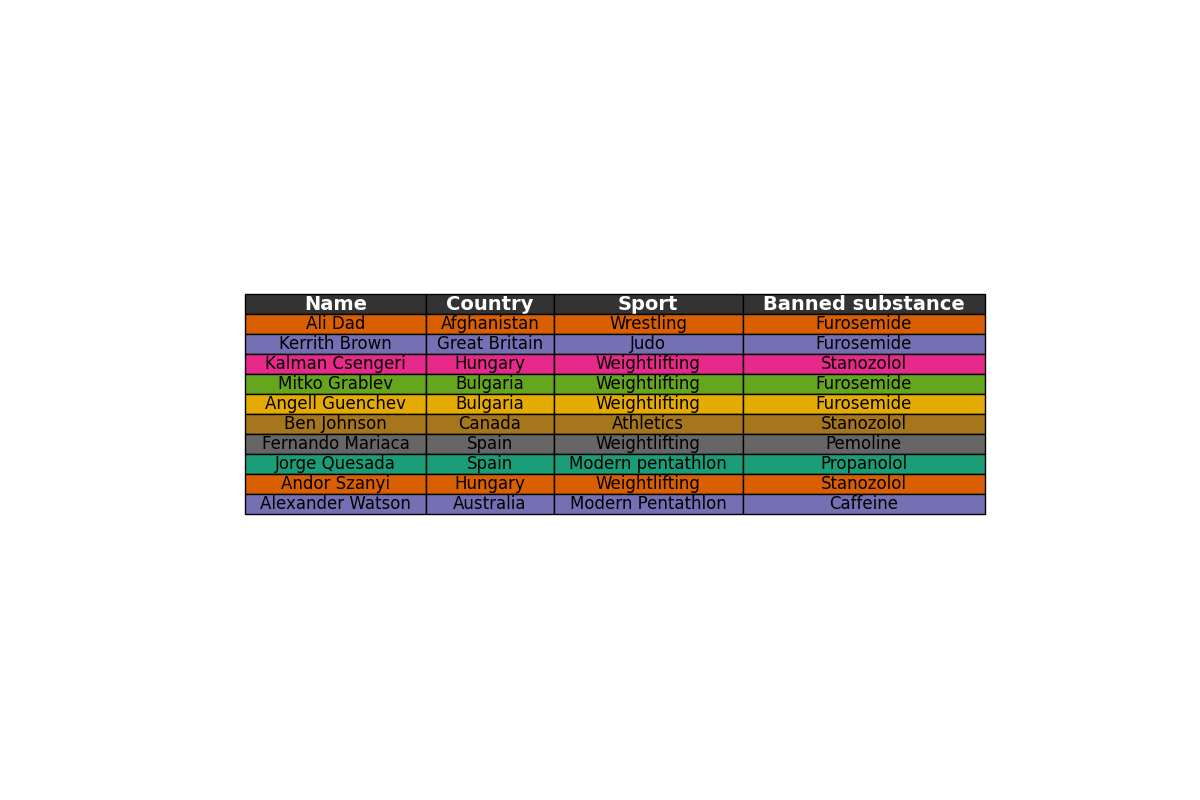 Name Country Sport Banned substance
Ali Dad Afghanistan Wrestling Furosemide
Kerrith Brown Great Britain Judo Furosemide
Kalman Csengeri Hungary Weightlifting Stanozolol
Mitko Grablev Bulgaria Weightlifting Furosemide
Angell Guenchev Bulgaria Weightlifting Furosemide
Ben Johnson Canada Athletics Stanozolol
Fernando Mariaca Spain Weightlifting Pemoline
Jorge Quesada Spain Modern pentathlon Propanolol
Andor Szanyi Hungary Weightlifting Stanozolol
Alexander Watson Australia Modern Pentathlon Caffeine